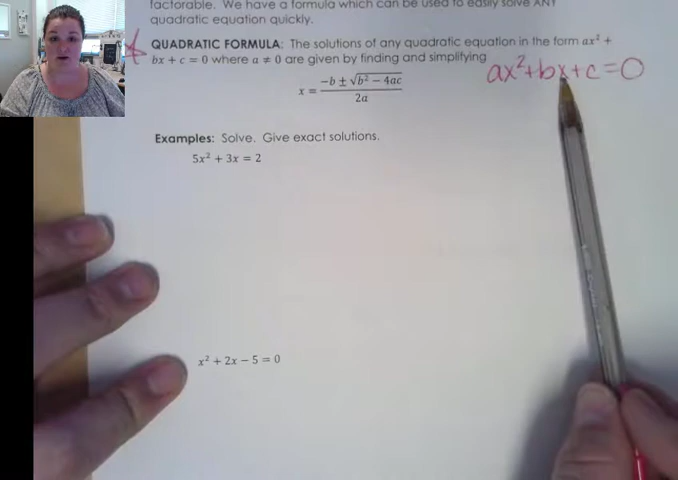 factorable. We have a formula which can be used to easily solve ANY
quadratic equation quickly.
QUADRATIC FORMULA: The solutions of any quadratic equation in the form ax² +
bx + c = 0 where a ≠ 0 are given by finding and simplifying
ax²+bx+c=0
x = (-b ± √(b² − 4ac)) / 2a
Examples: Solve. Give exact solutions.
5x² + 3x = 2
x² + 2x − 5 = 0